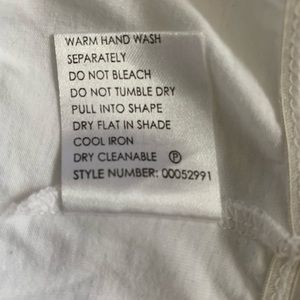 WARM HAND WASH
SEPARATELY
DO NOT BLEACH
DO NOT TUMBLE DRY
PULL INTO SHAPE
DRY FLAT IN SHADE
COOL IRON
DRY CLEANABLE Ⓟ
STYLE NUMBER: 00052991